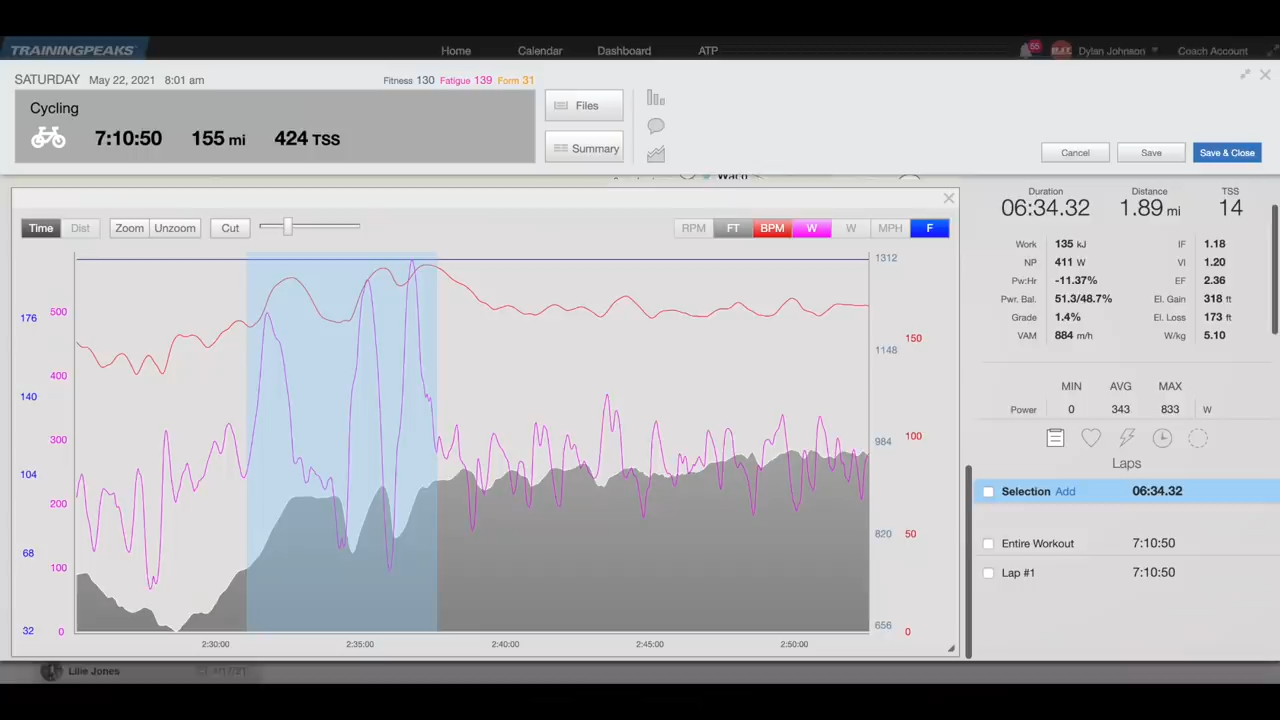 TRAININGPEAKS
Home Calendar Dashboard ATP
55 Dylan Johnson Coach Account
SATURDAY May 22, 2021 8:01 am
Fitness 130 Fatigue 139 Form 31
Cycling
7:10:50 155 mi 424 TSS
Files
Summary
Cancel Save Save & Close
Waco
Time Dist Zoom Unzoom Cut
RPM FT BPM W W MPH F
Duration Distance TSS
06:34.32 1.89 mi 14
Work 135 kJ IF 1.18
NP 411 W VI 1.20
Pw:Hr -11.37% EF 2.36
Pwr. Bal. 51.3/48.7% El. Gain 318 ft
Grade 1.4% El. Loss 173 ft
VAM 884 m/h W/kg 5.10
MIN AVG MAX
Power 0 343 833 W
Laps
Selection Add 06:34.32
Entire Workout 7:10:50
Lap #1 7:10:50
176 140 104 68 32
500 400 300 200 100 0
1312 1148 984 820 656
150 100 50 0
2:30:00 2:35:00 2:40:00 2:45:00 2:50:00
Lilie Jones